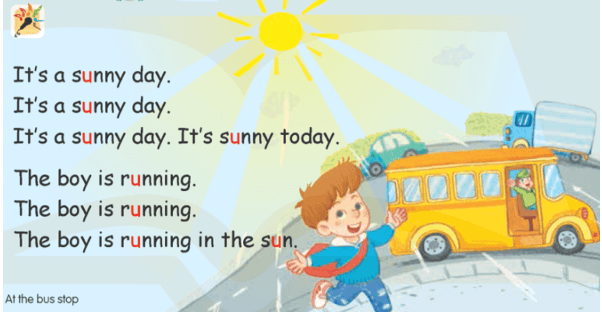 It's a sunny day.
It's a sunny day.
It's a sunny day. It's sunny today.
The boy is running.
The boy is running.
The boy is running in the sun.
At the bus stop